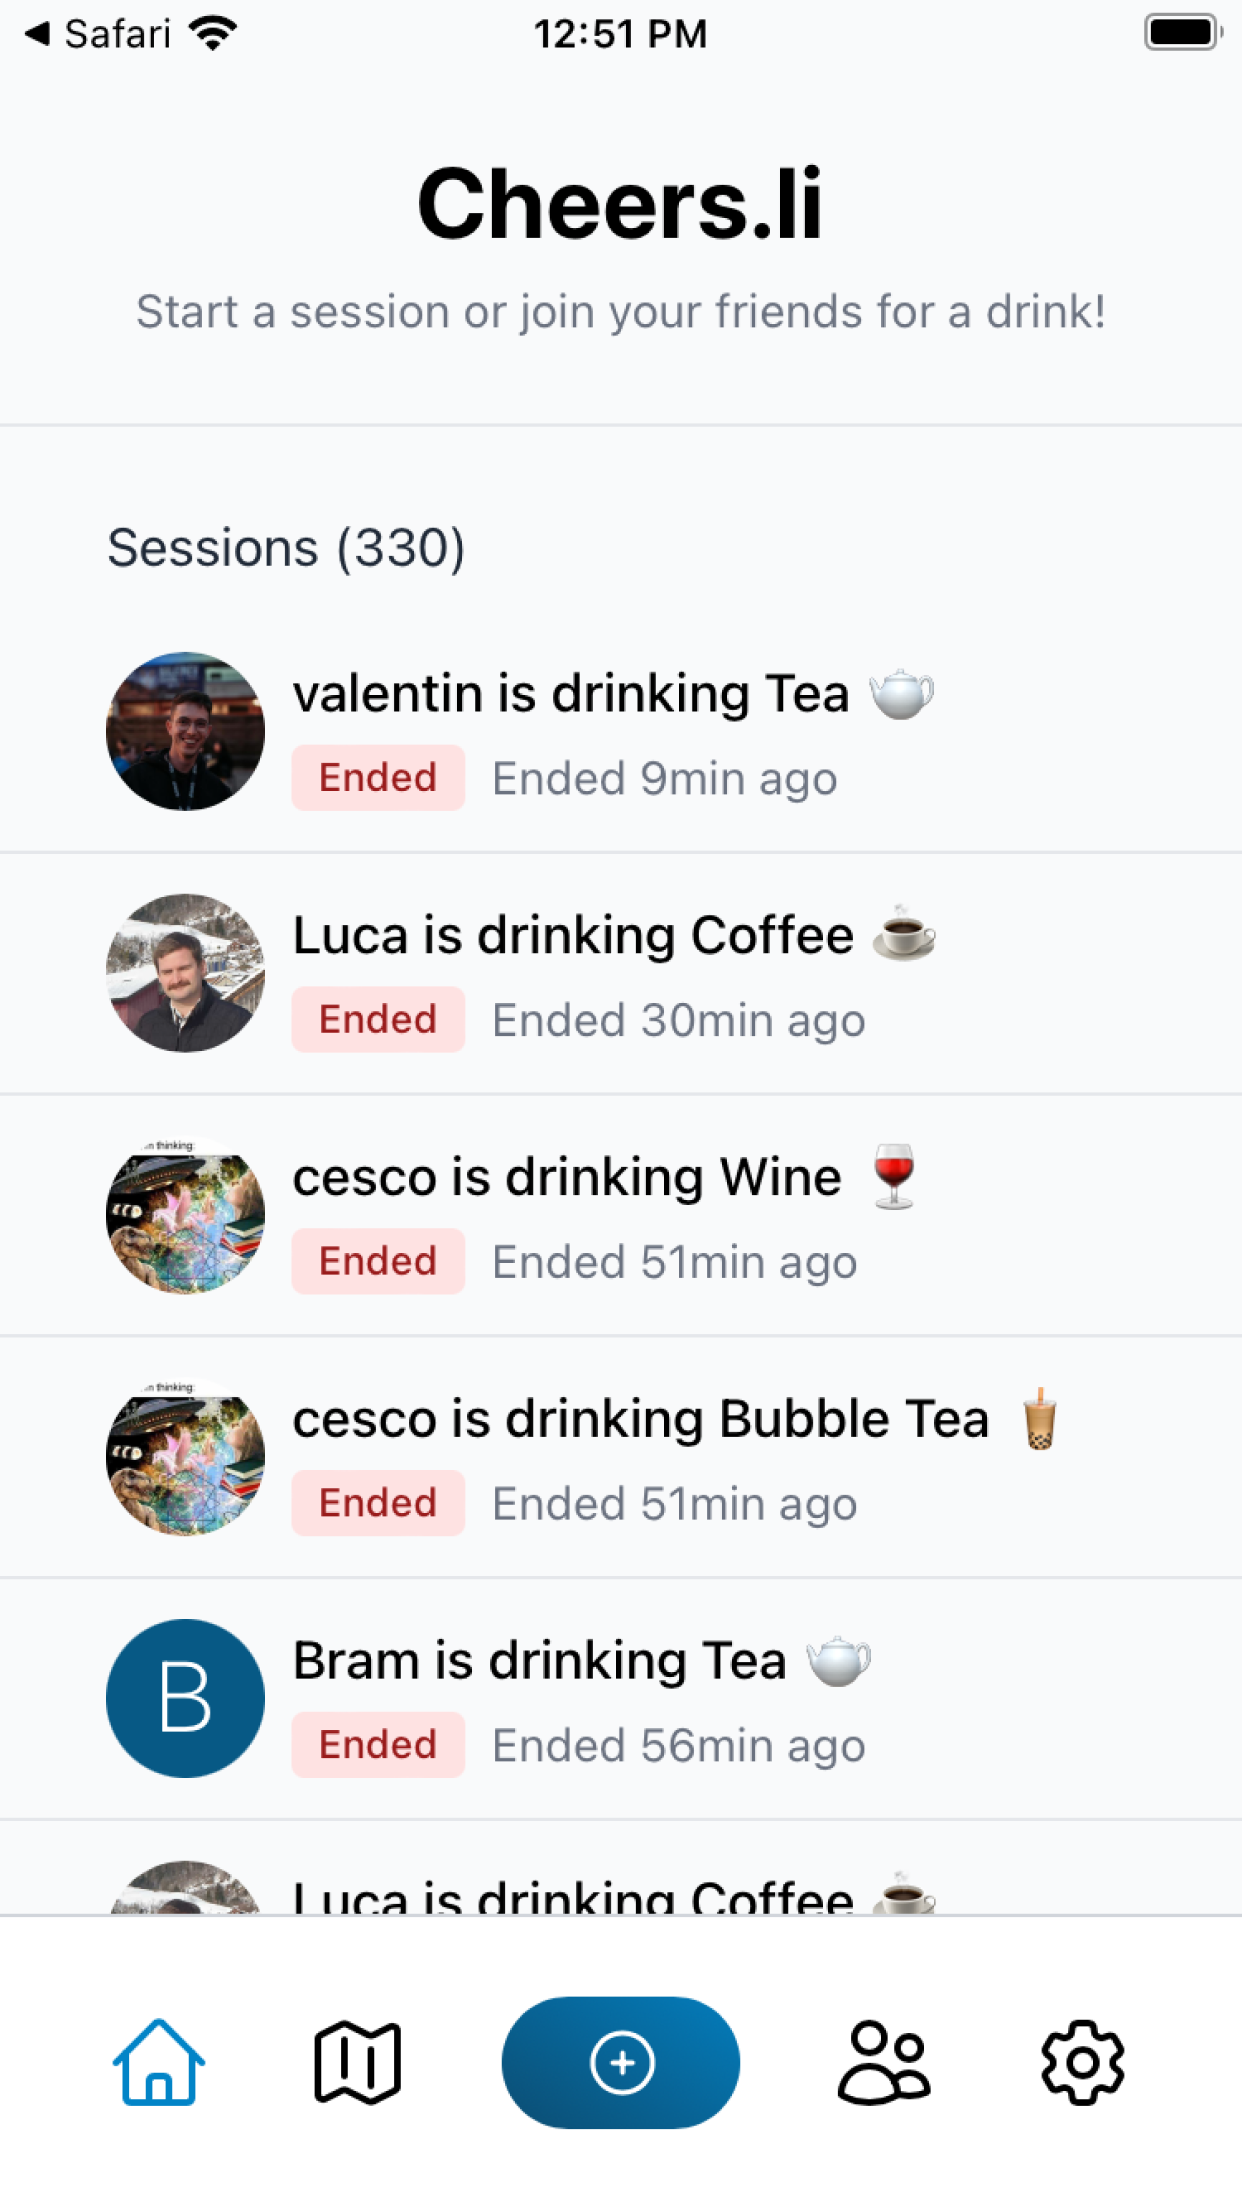 Safari
12:51 PM
Cheers.li
Start a session or join your friends for a drink!
Sessions (330)
valentin is drinking Tea 🫖
Ended Ended 9min ago
Luca is drinking Coffee ☕
Ended Ended 30min ago
thinking:
cesco is drinking Wine 🍷
Ended Ended 51min ago
thinking:
cesco is drinking Bubble Tea 🧋
Ended Ended 51min ago
B
Bram is drinking Tea 🫖
Ended Ended 56min ago
Luca is drinking Coffee ☕